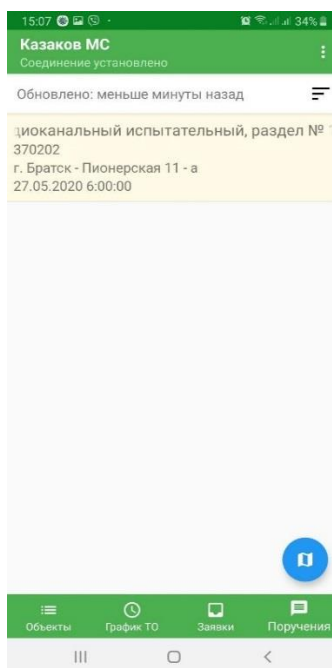 15:07 34%
Казаков МС
Соединение установлено
Обновлено: меньше минуты назад
диоканальный испытательный, раздел №
370202
г. Братск - Пионерская 11 - а
27.05.2020 6:00:00
Объекты График ТО Заявки Поручения